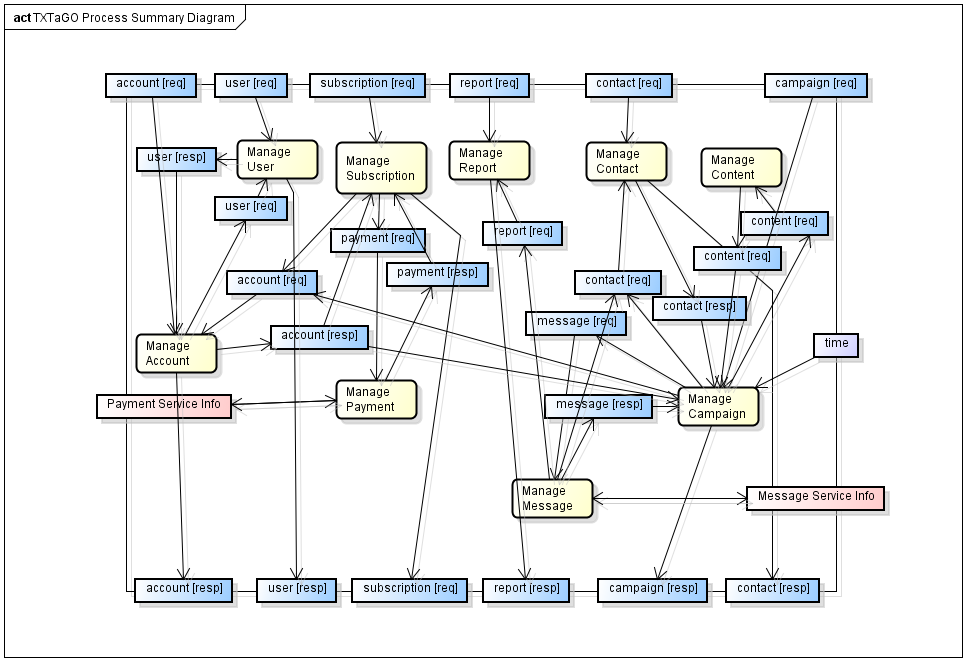 act TXTaGO Process Summary Diagram
account [req]
user [req]
subscription [req]
report [req]
contact [req]
campaign [req]
user [resp]
Manage
User
Manage
Subscription
Manage
Report
Manage
Contact
Manage
Content
user [req]
payment [req]
report [req]
content [req]
content [req]
account [req]
payment [resp]
contact [req]
contact [resp]
message [req]
account [resp]
time
Manage
Account
Payment Service Info
Manage
Payment
message [resp]
Manage
Campaign
Manage
Message
Message Service Info
account [resp]
user [resp]
subscription [req]
report [resp]
campaign [resp]
contact [resp]